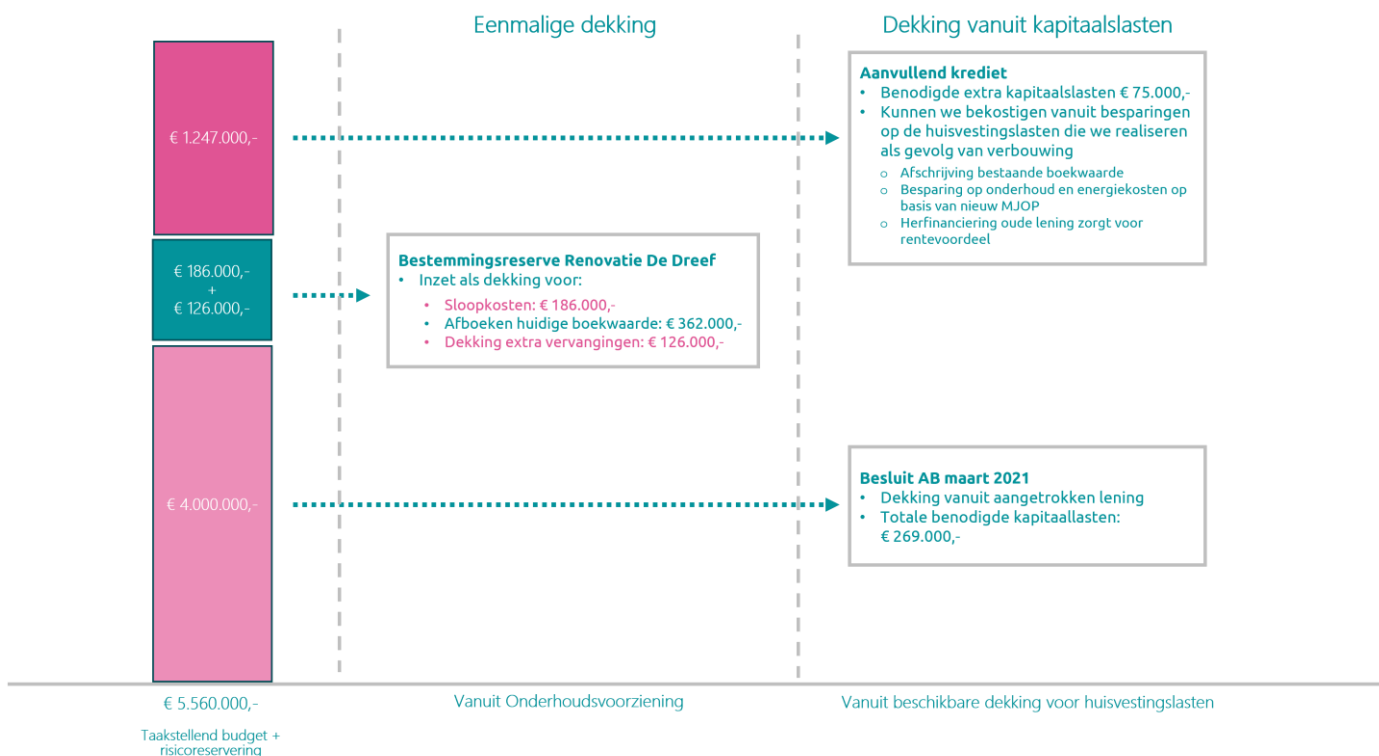 Eenmalige dekking
Dekking vanuit kapitaalslasten
€ 1.247.000,-
Aanvullend krediet
• Benodigde extra kapitaalslasten € 75.000,-
• Kunnen we bekostigen vanuit besparingen
op de huisvestingslasten die we realiseren
als gevolg van verbouwing
o Afschrijving bestaande boekwaarde
o Besparing op onderhoud en energiekosten op
basis van nieuw MJOP
o Herfinanciering oude lening zorgt voor
rentevoordeel
€ 186.000,-
+
€ 126.000,-
Bestemmingsreserve Renovatie De Dreef
• Inzet als dekking voor:
• Sloopkosten: € 186.000,-
• Afboeken huidige boekwaarde: € 362.000,-
• Dekking extra vervangingen: € 126.000,-
€ 4.000.000,-
Besluit AB maart 2021
• Dekking vanuit aangetrokken lening
• Totale benodigde kapitaallasten:
€ 269.000,-
€ 5.560.000,-
Taakstellend budget +
risicoreservering
Vanuit Onderhoudsvoorziening
Vanuit beschikbare dekking voor huisvestingslasten